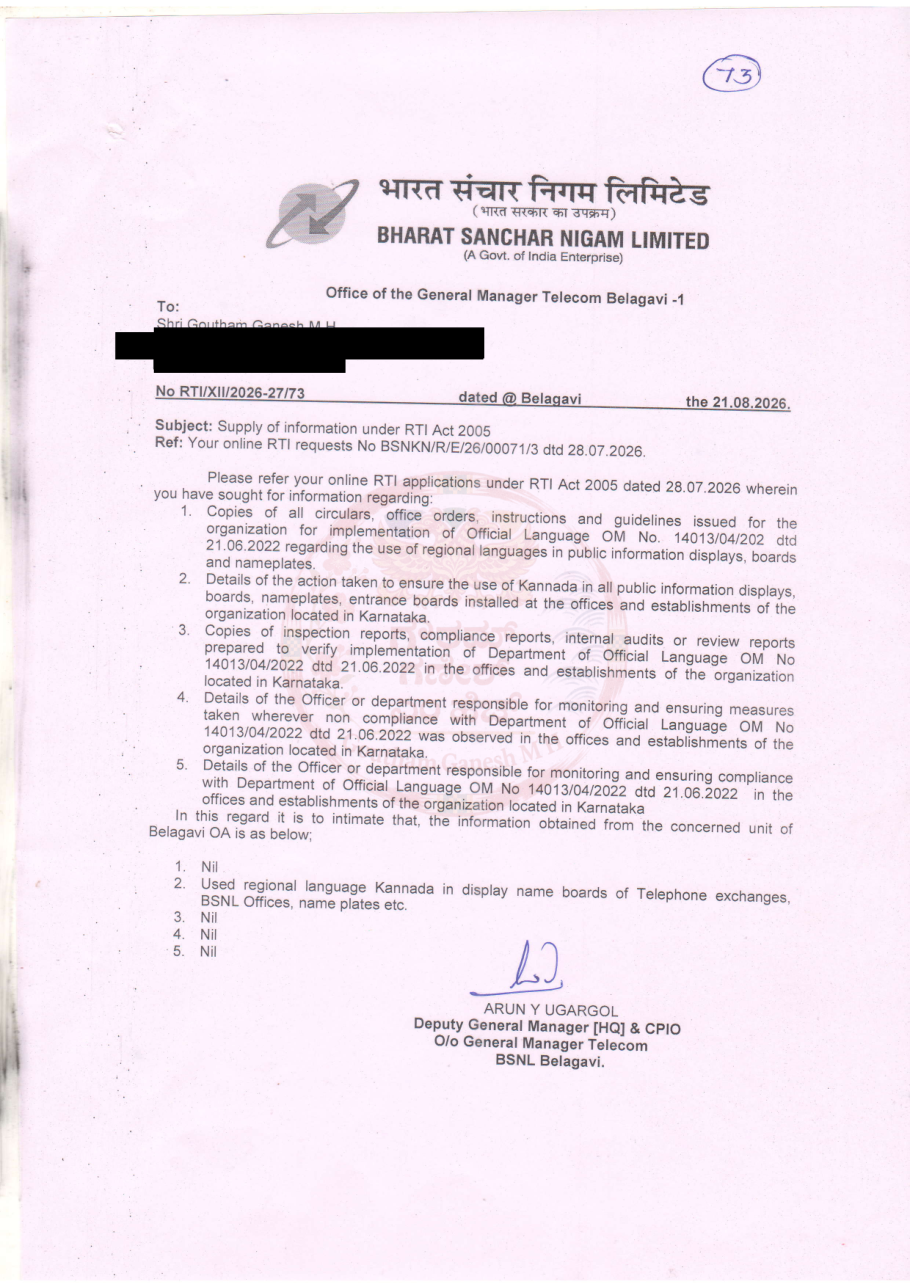 73
भारत संचार निगम लिमिटेड
(भारत सरकार का उपक्रम)
BHARAT SANCHAR NIGAM LIMITED
(A Govt. of India Enterprise)
Office of the General Manager Telecom Belagavi -1
To:
Shri Goutham Ganesh M H
No RTI/XII/2026-27/73 dated @ Belagavi the 21.08.2026.
Subject: Supply of information under RTI Act 2005
Ref: Your online RTI requests No BSNKN/R/E/26/00071/3 dtd 28.07.2026.
Please refer your online RTI applications under RTI Act 2005 dated 28.07.2026 wherein
you have sought for information regarding:
1. Copies of all circulars, office orders, instructions and guidelines issued for the
organization for implementation of Official Language OM No. 14013/04/202 dtd
21.06.2022 regarding the use of regional languages in public information displays, boards
and nameplates.
2. Details of the action taken to ensure the use of Kannada in all public information displays,
boards, nameplates, entrance boards installed at the offices and establishments of the
organization located in Karnataka.
3. Copies of inspection reports, compliance reports, internal audits or review reports
prepared to verify implementation of Department of Official Language OM No
14013/04/2022 dtd 21.06.2022 in the offices and establishments of the organization
located in Karnataka.
4. Details of the Officer or department responsible for monitoring and ensuring measures
taken wherever non compliance with Department of Official Language OM No
14013/04/2022 dtd 21.06.2022 was observed in the offices and establishments of the
organization located in Karnataka.
5. Details of the Officer or department responsible for monitoring and ensuring compliance
with Department of Official Language OM No 14013/04/2022 dtd 21.06.2022 in the
offices and establishments of the organization located in Karnataka
In this regard it is to intimate that, the information obtained from the concerned unit of
Belagavi OA is as below;
1. Nil
2. Used regional language Kannada in display name boards of Telephone exchanges,
BSNL Offices, name plates etc.
3. Nil
4. Nil
5. Nil
ARUN Y UGARGOL
Deputy General Manager [HQ] & CPIO
O/o General Manager Telecom
BSNL Belagavi.